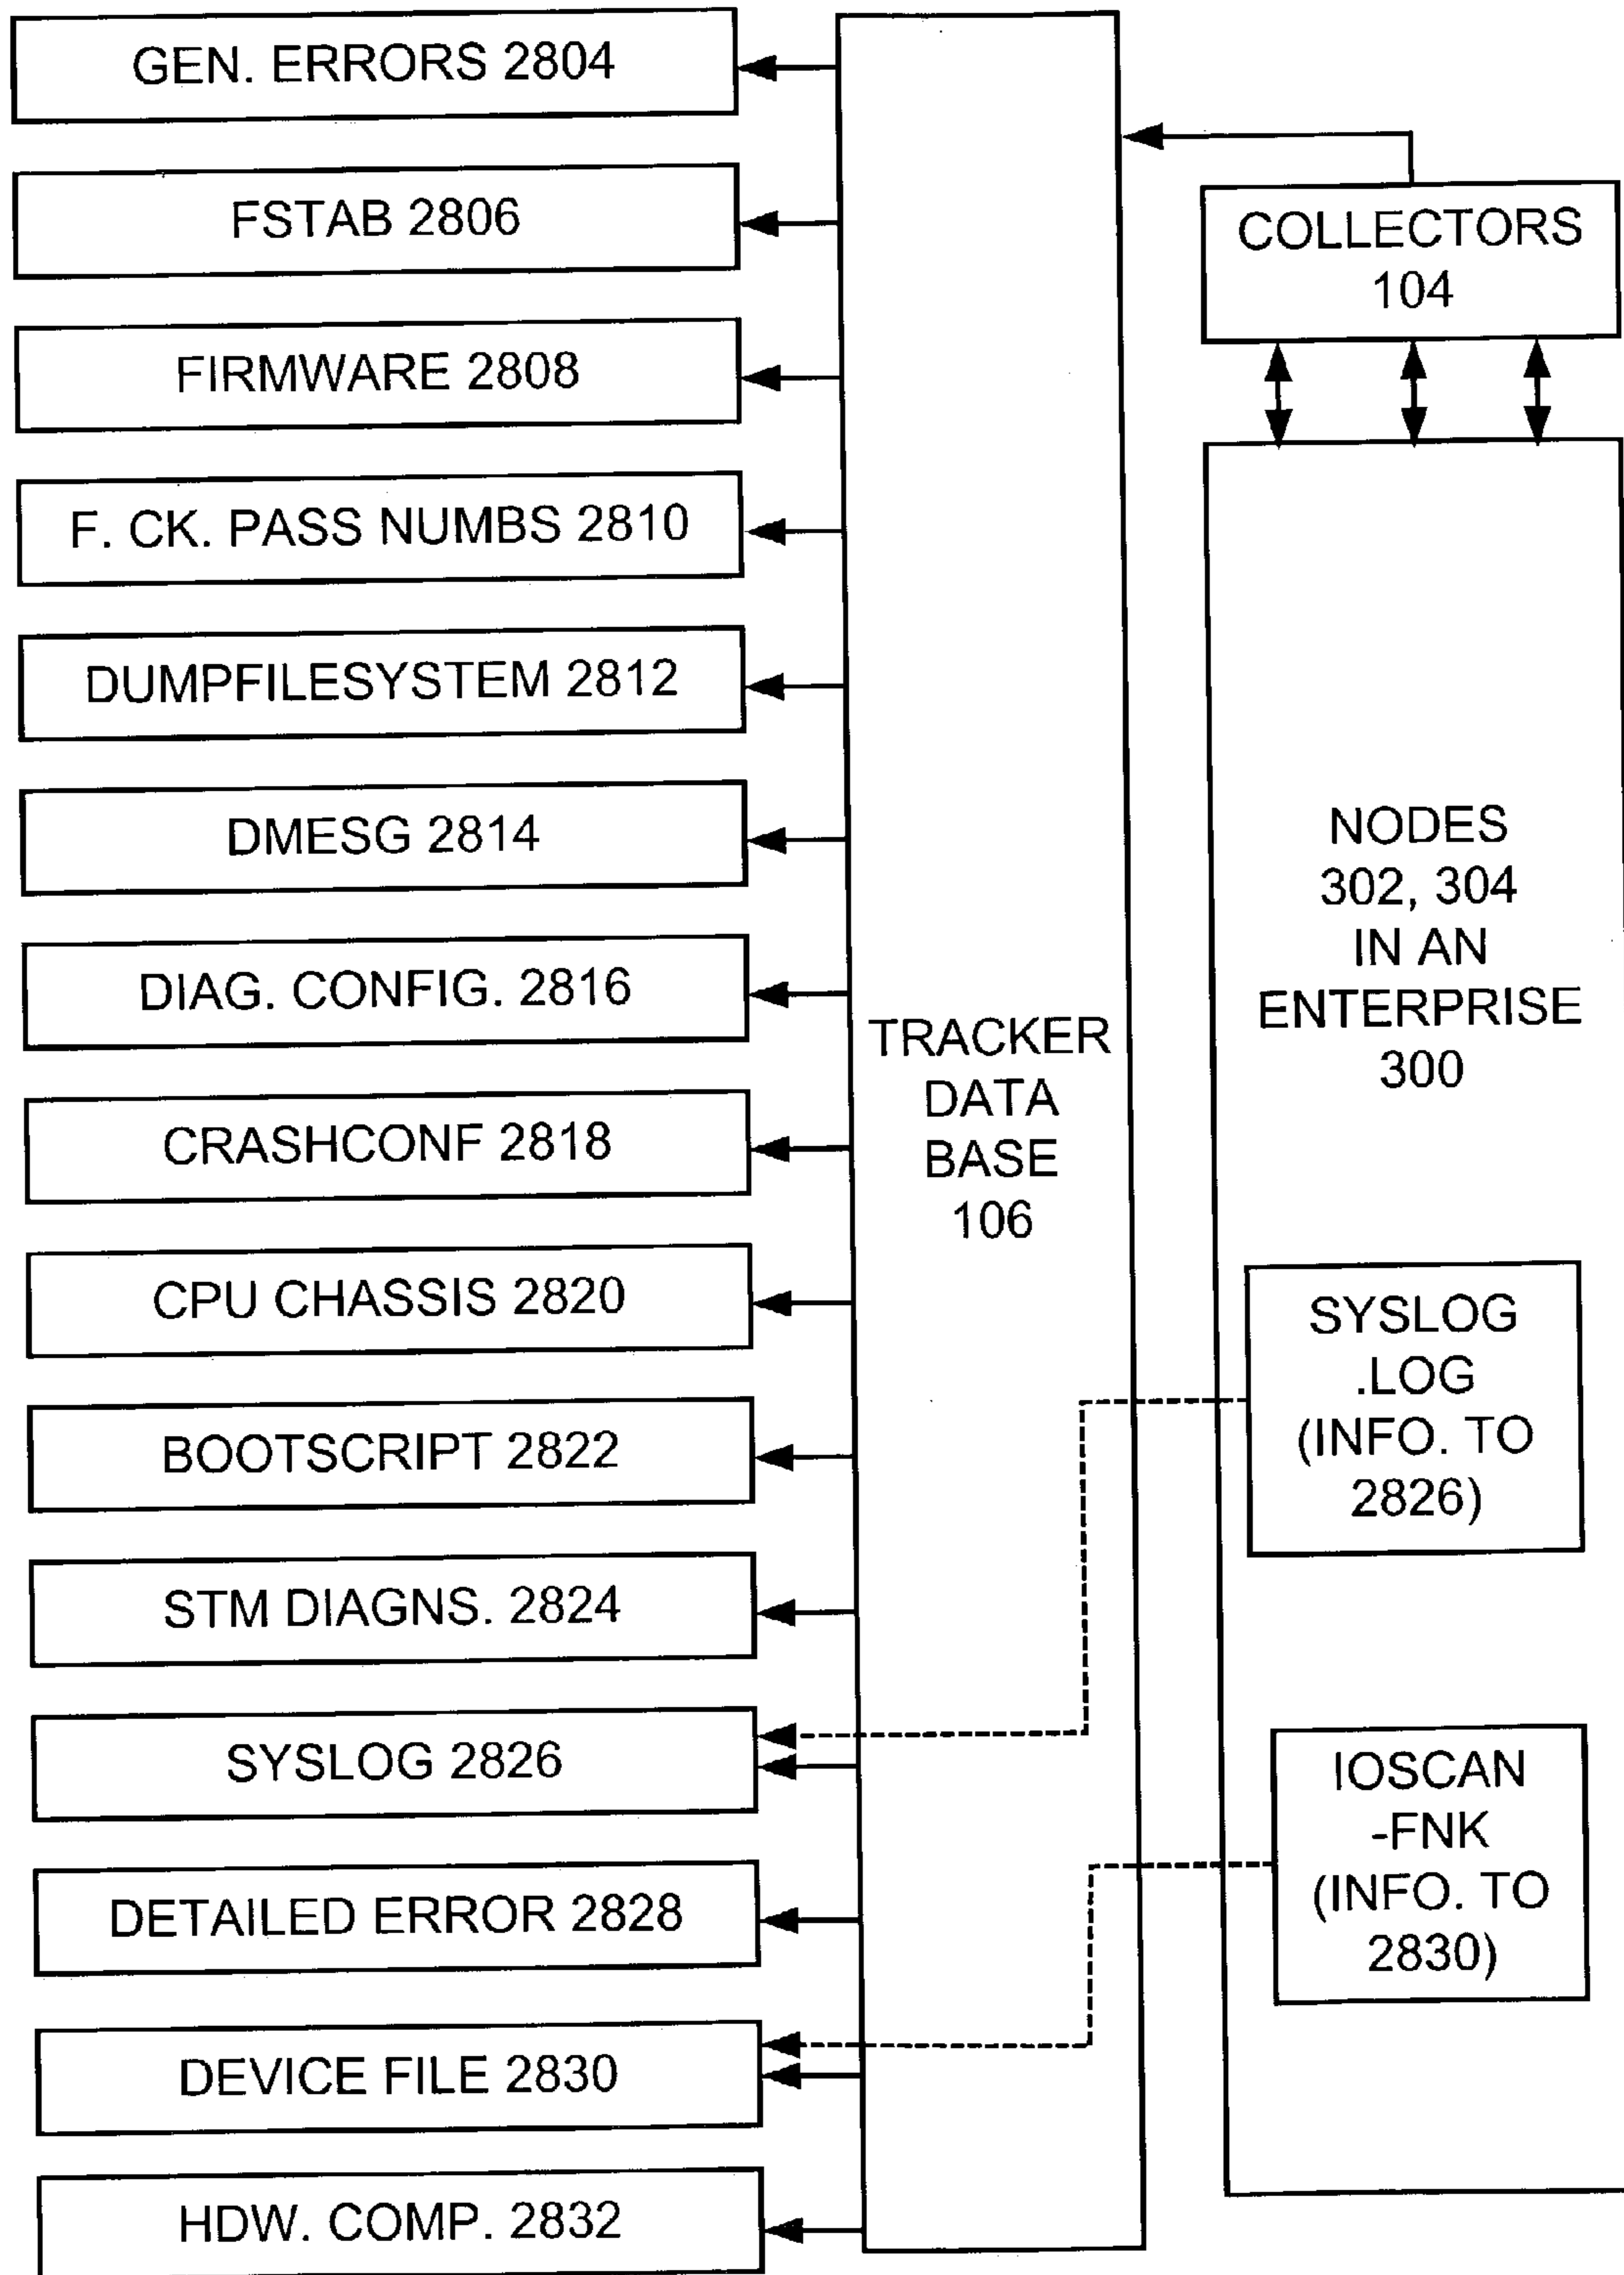 GEN. ERRORS 2804
FSTAB 2806
FIRMWARE 2808
F. CK. PASS NUMBS 2810
DUMPFILESYSTEM 2812
DMESG 2814
DIAG. CONFIG. 2816
CRASHCONF 2818
CPU CHASSIS 2820
BOOTSCRIPT 2822
STM DIAGNS. 2824
SYSLOG 2826
DETAILED ERROR 2828
DEVICE FILE 2830
HDW. COMP. 2832
TRACKER
DATA
BASE
106
COLLECTORS
104
NODES
302, 304
IN AN
ENTERPRISE
300
SYSLOG
.LOG
(INFO. TO
2826)
IOSCAN
-FNK
(INFO. TO
2830)